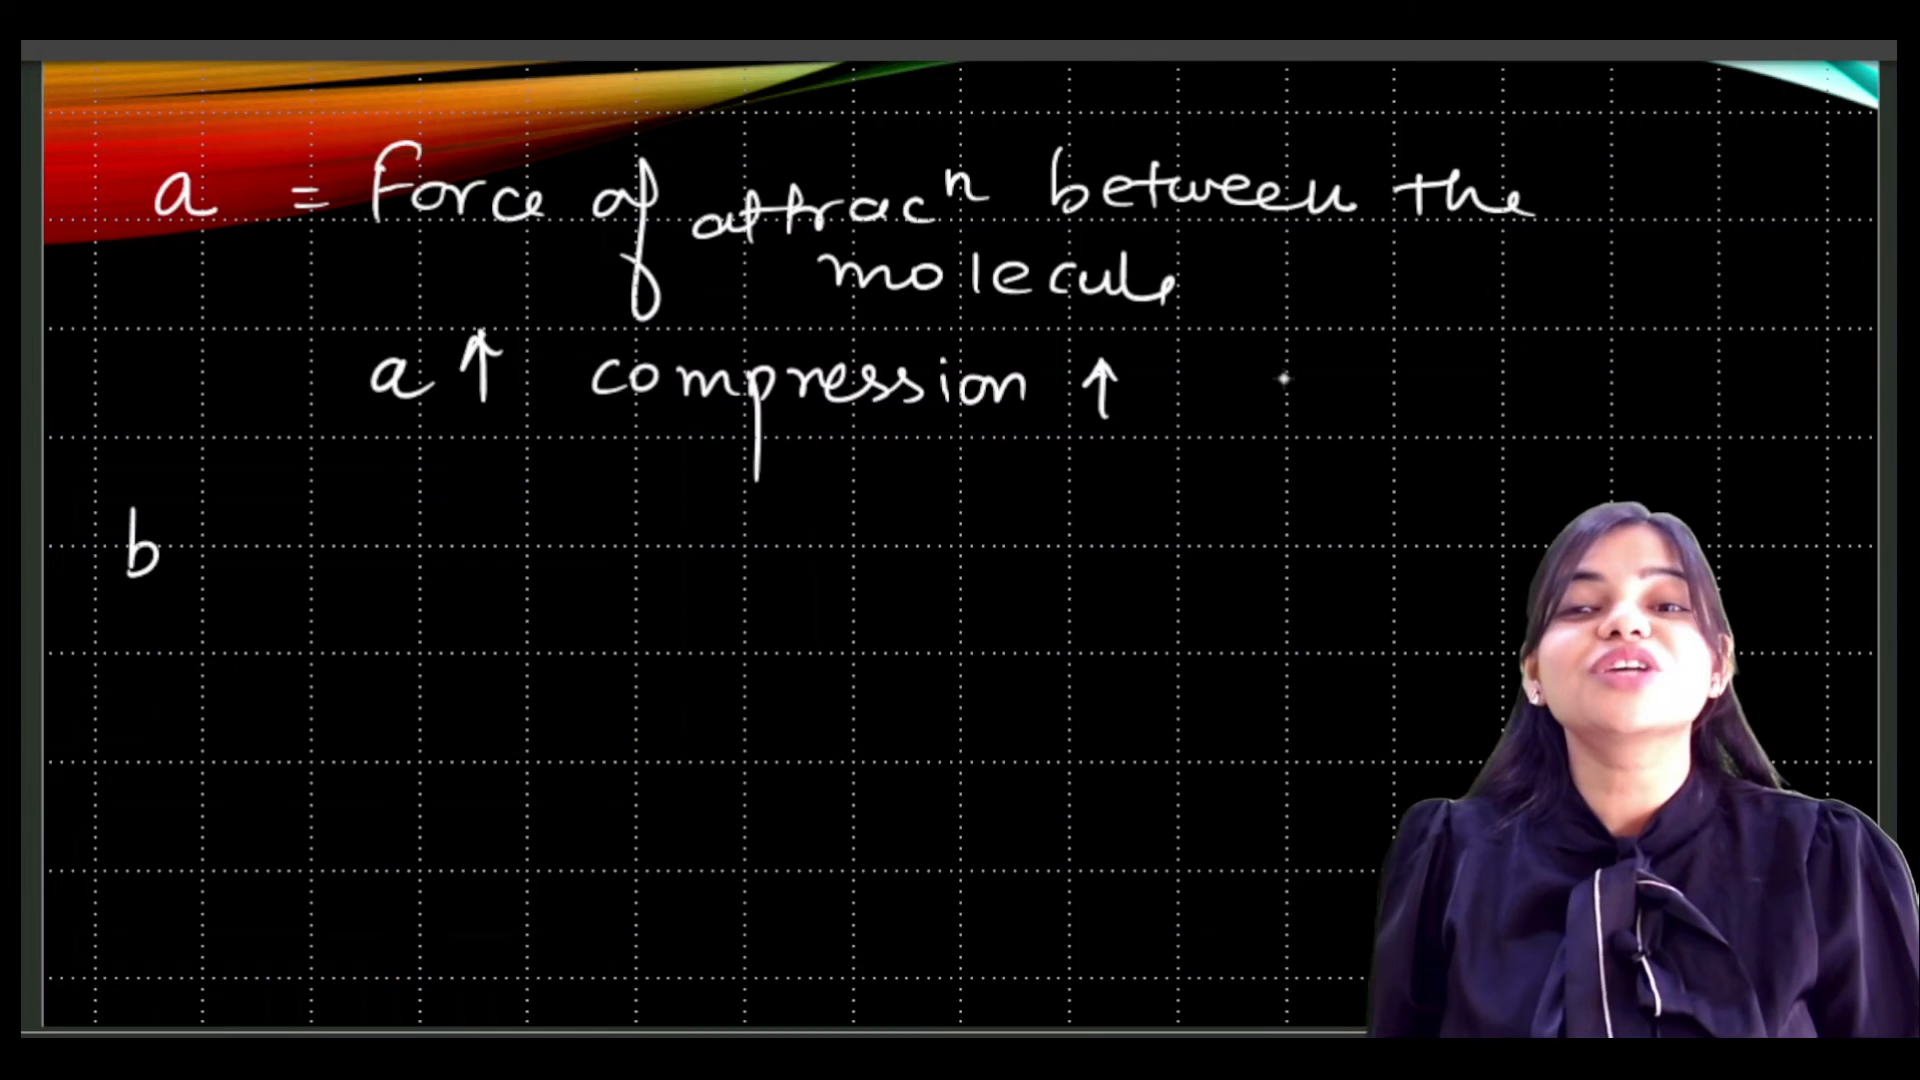 a = Force of attracⁿ between the
molecule
a ↑ compression ↑
b